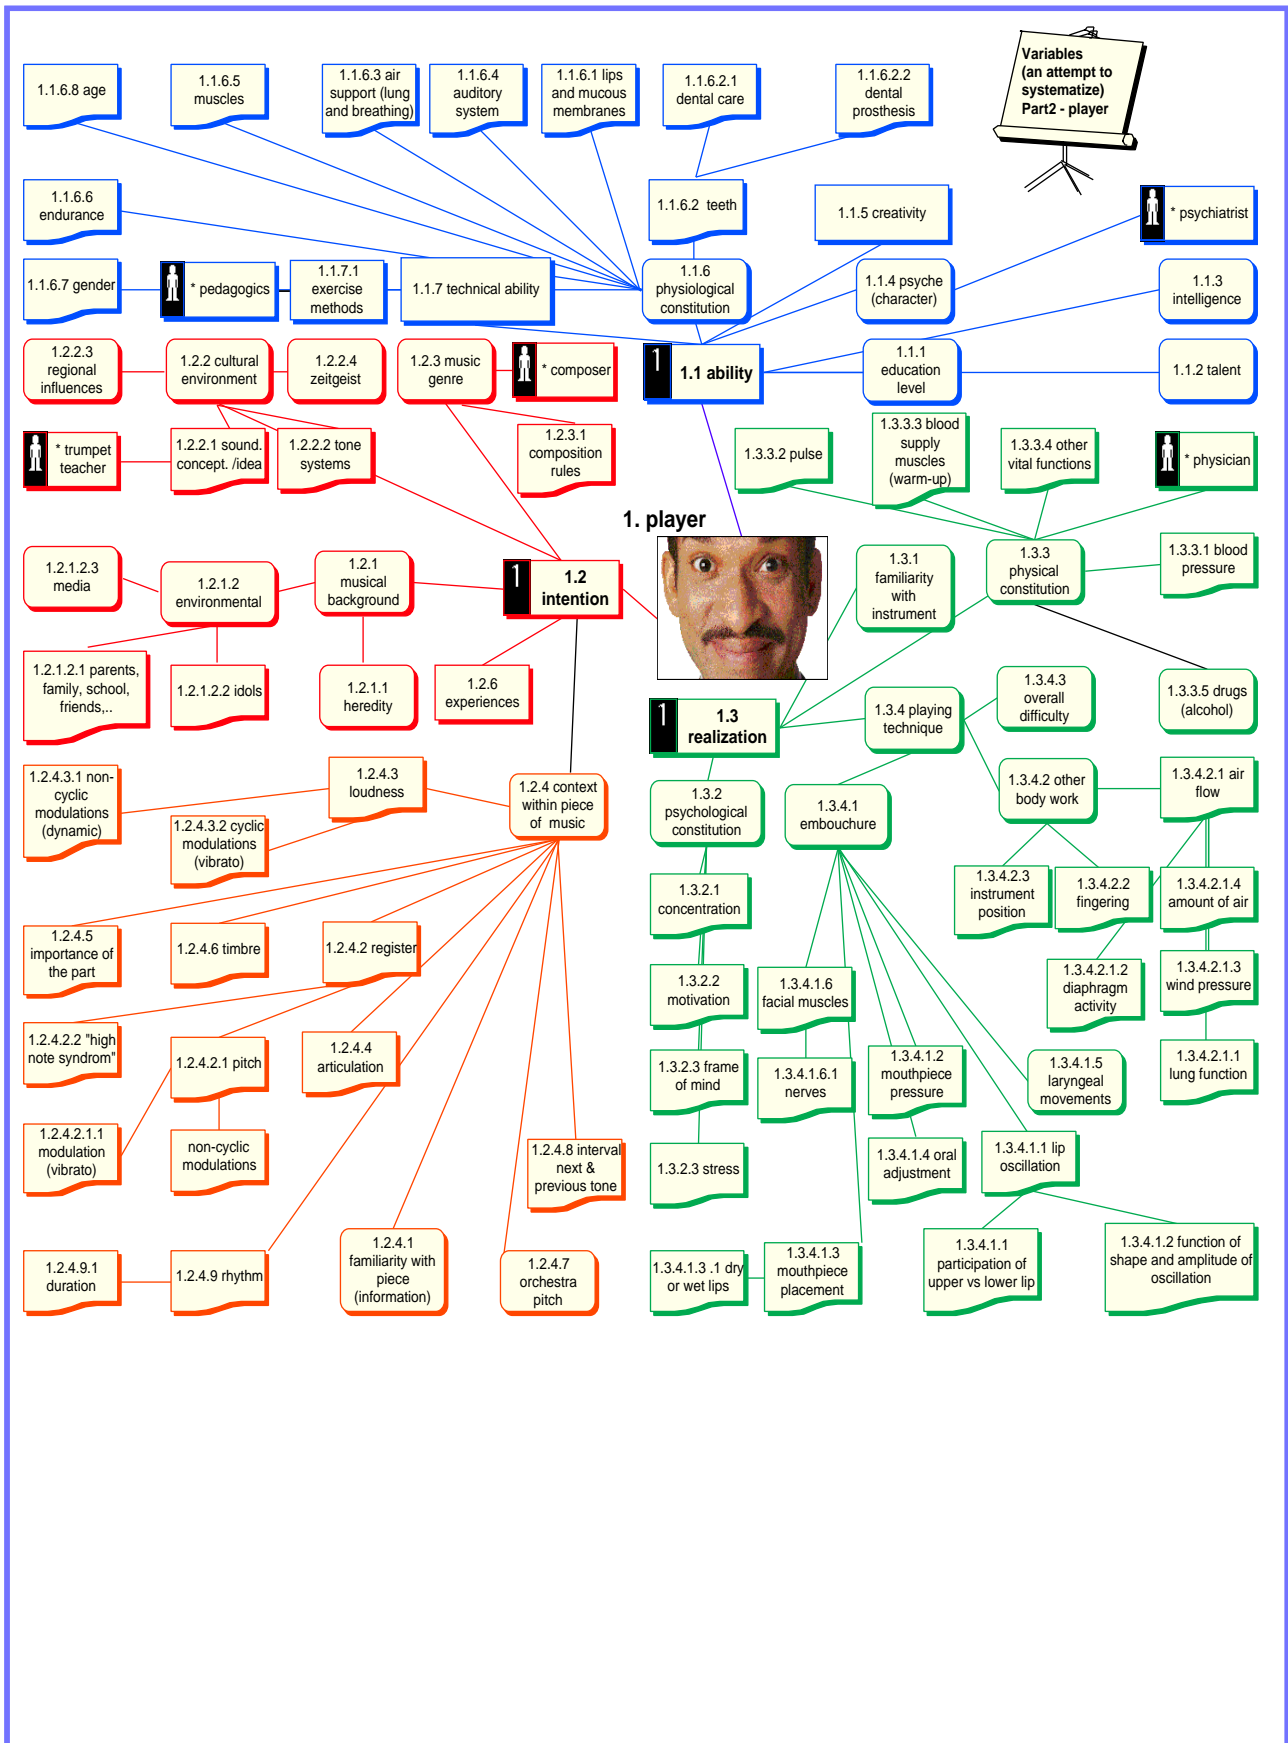 Variables
(an attempt to
systematize)
Part2 - player
1.1.6.8 age
1.1.6.5
muscles
1.1.6.3 air
support (lung
and breathing)
1.1.6.4
auditory
system
1.1.6.1 lips
and mucous
membranes
1.1.6.2.1
dental care
1.1.6.2.2
dental
prosthesis
1.1.6.6
endurance
1.1.6.2 teeth
1.1.5 creativity
* psychiatrist
1.1.6.7 gender
* pedagogics
1.1.7.1
exercise
methods
1.1.7 technical ability
1.1.6
physiological
constitution
1.1.4 psyche
(character)
1.1.3
intelligence
1.2.2.3
regional
influences
1.2.2 cultural
environment
1.2.2.4
zeitgeist
1.2.3 music
genre
* composer
1
1.1 ability
1.1.1
education
level
1.1.2 talent
* trumpet
teacher
1.2.2.1 sound.
concept. /idea
1.2.2.2 tone
systems
1.2.3.1
composition
rules
1.3.3.2 pulse
1.3.3.3 blood
supply
muscles
(warm-up)
1.3.3.4 other
vital functions
* physician
1. player
1.2.1.2.3
media
1.2.1.2
environmental
1.2.1
musical
background
1
1.2
intention
1.3.1
familiarity
with
instrument
1.3.3
physical
constitution
1.3.3.1 blood
pressure
1.2.1.2.1 parents,
family, school,
friends,..
1.2.1.2.2 idols
1.2.1.1
heredity
1.2.6
experiences
1
1.3
realization
1.3.4 playing
technique
1.3.4.3
overall
difficulty
1.3.3.5 drugs
(alcohol)
1.2.4.3.1 non-
cyclic
modulations
(dynamic)
1.2.4.3
loudness
1.2.4.3.2 cyclic
modulations
(vibrato)
1.2.4 context
within piece
of music
1.3.2
psychological
constitution
1.3.4.1
embouchure
1.3.4.2 other
body work
1.3.4.2.1 air
flow
1.3.2.1
concentration
1.3.4.2.3
instrument
position
1.3.4.2.2
fingering
1.3.4.2.1.4
amount of air
1.2.4.5
importance of
the part
1.2.4.6 timbre
1.2.4.2 register
1.3.2.2
motivation
1.3.4.1.6
facial muscles
1.3.4.2.1.2
diaphragm
activity
1.3.4.2.1.3
wind pressure
1.2.4.2.2 "high
note syndrom"
1.2.4.2.1 pitch
1.2.4.4
articulation
1.3.2.3 frame
of mind
1.3.4.1.6.1
nerves
1.3.4.1.2
mouthpiece
pressure
1.3.4.1.5
laryngeal
movements
1.3.4.2.1.1
lung function
1.2.4.2.1.1
modulation
(vibrato)
non-cyclic
modulations
1.2.4.8 interval
next &
previous tone
1.3.2.3 stress
1.3.4.1.4 oral
adjustment
1.3.4.1.1 lip
oscillation
1.2.4.9.1
duration
1.2.4.9 rhythm
1.2.4.1
familiarity with
piece
(information)
1.2.4.7
orchestra
pitch
1.3.4.1.3 .1 dry
or wet lips
1.3.4.1.3
mouthpiece
placement
1.3.4.1.1
participation of
upper vs lower lip
1.3.4.1.2 function of
shape and amplitude of
oscillation